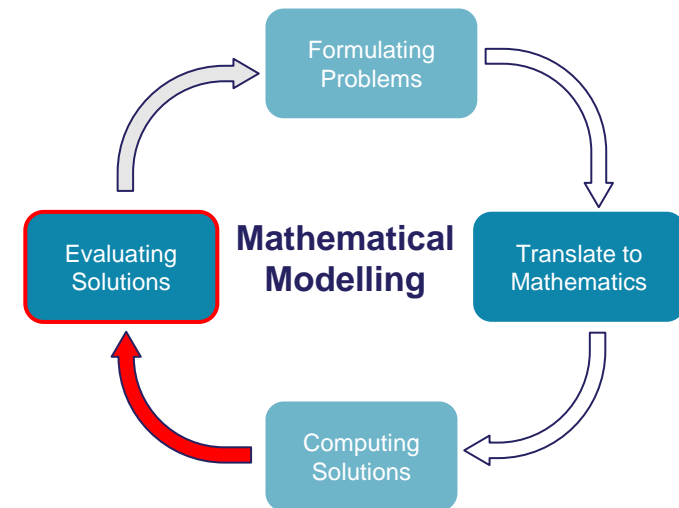 Formulating
Problems
Evaluating
Solutions
Mathematical
Modelling
Translate to
Mathematics
Computing
Solutions